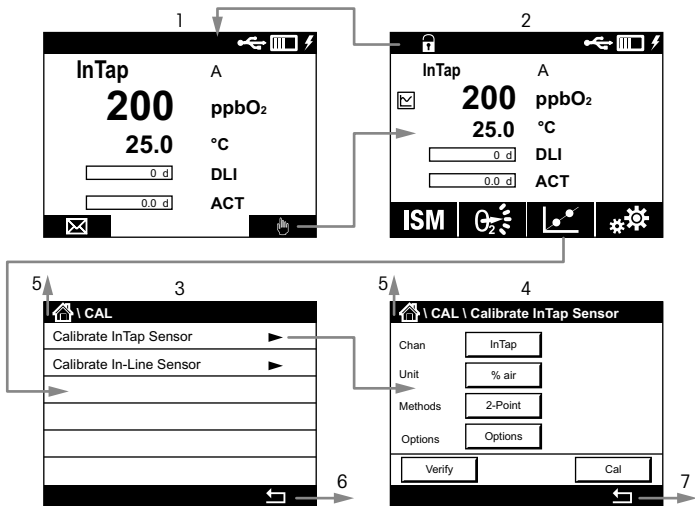 1
InTap A
200 ppbO₂
25.0 °C
0 d DLI
0.0 d ACT
2
InTap A
200 ppbO₂
25.0 °C
0 d DLI
0.0 d ACT
ISM O₂
5 3
\ CAL
Calibrate InTap Sensor
Calibrate In-Line Sensor
6
5 4
\ CAL \ Calibrate InTap Sensor
Chan InTap
Unit % air
Methods 2-Point
Options Options
Verify Cal
7